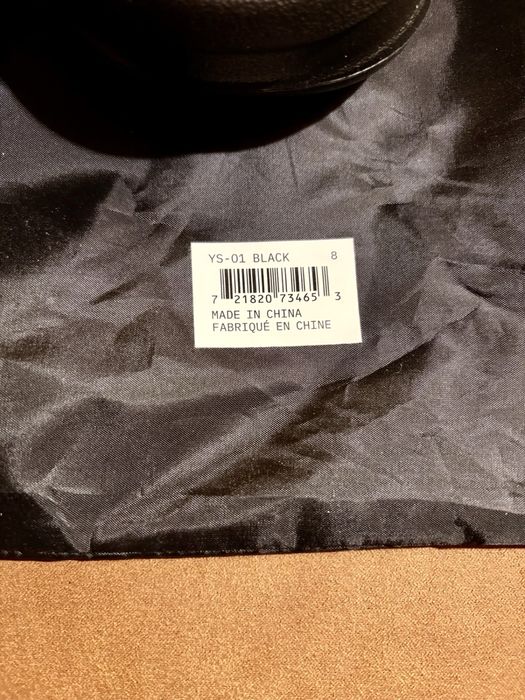 YS-01 BLACK 8
7 21820 73465 3
MADE IN CHINA
FABRIQUÉ EN CHINE